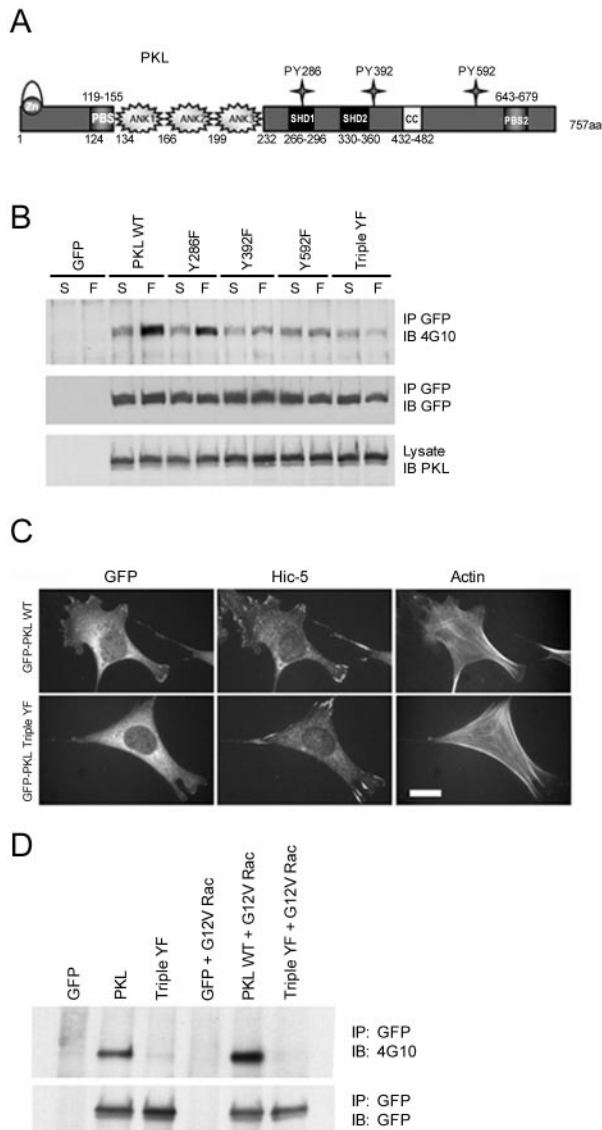 A
PKL
PY286 PY392 PY592
119-155 643-679
Zn PBS ANK1 ANK2 ANK3 SHD1 SHD2 CC PBS2 757aa
1 124 134 166 199 232 266-296 330-360 432-482
B
GFP PKL WT Y286F Y392F Y592F Triple YF
S F S F S F S F S F S F
IP GFP
IB 4G10
IP GFP
IB GFP
Lysate
IB PKL
C
GFP Hic-5 Actin
GFP-PKL WT
GFP-PKL Triple YF
D
GFP PKL Triple YF GFP + G12V Rac PKL WT + G12V Rac Triple YF + G12V Rac
IP: GFP
IB: 4G10
IP: GFP
IB: GFP